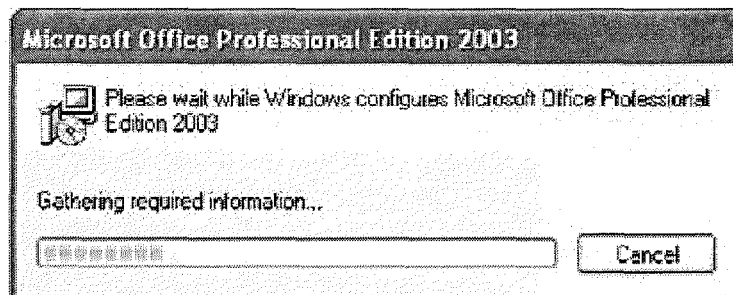 Microsoft Office Professional Edition 2003
Please wait while Windows configures Microsoft Office Professional
Edition 2003
Gathering required information...
Cancel